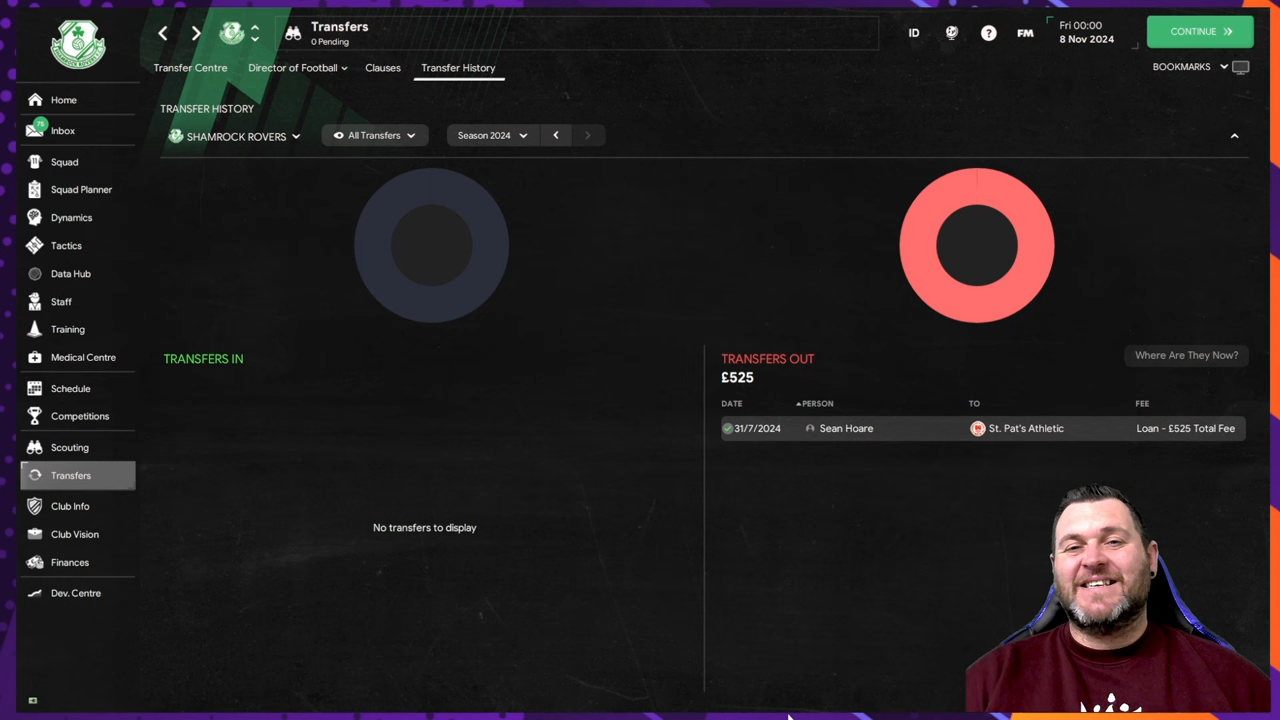 Transfers
0 Pending
ID
FM
Fri 00:00
8 Nov 2024
CONTINUE
Transfer Centre
Director of Football
Clauses
Transfer History
BOOKMARKS
TRANSFER HISTORY
SHAMROCK ROVERS
All Transfers
Season 2024
Home
Inbox
Squad
Squad Planner
Dynamics
Tactics
Data Hub
Staff
Training
Medical Centre
Schedule
Competitions
Scouting
Transfers
Club Info
Club Vision
Finances
Dev. Centre
TRANSFERS IN
No transfers to display
TRANSFERS OUT
£525
Where Are They Now?
DATE PERSON TO FEE
31/7/2024 Sean Hoare St. Pat's Athletic Loan - £525 Total Fee